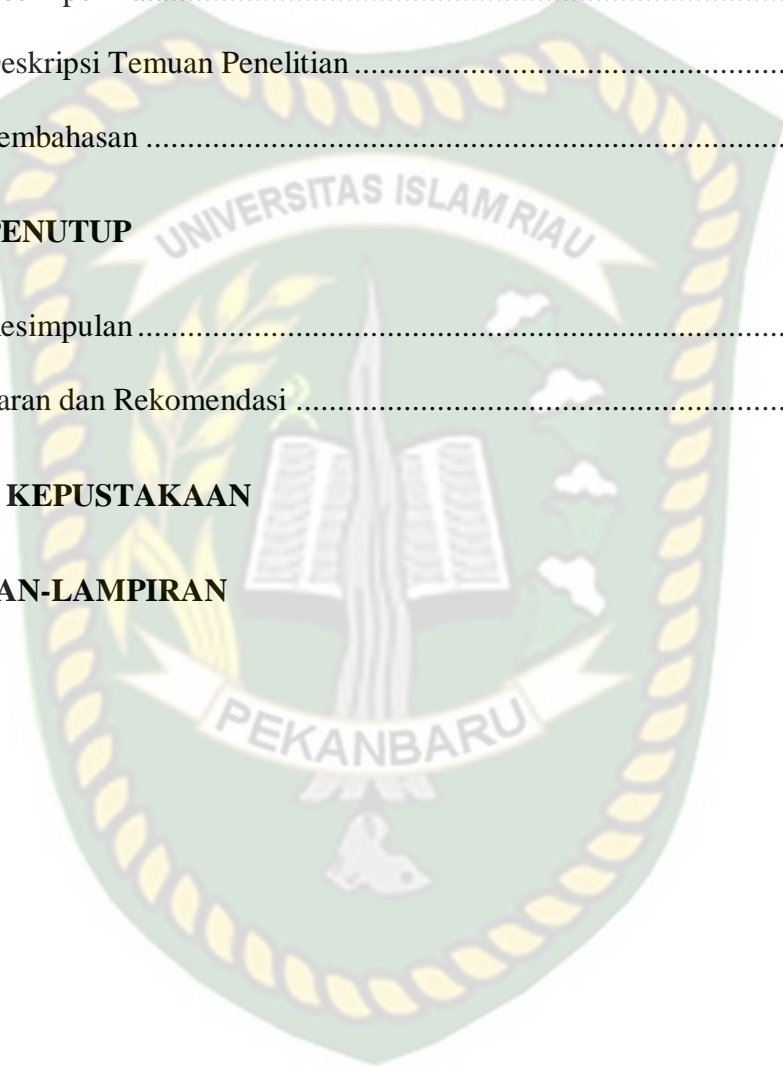 eskripsi Temuan Penelitian ........................................................
embahasan ................................................................................
UNIVERSITAS ISLAM RIAU
PENUTUP
esimpulan .................................................................................
aran dan Rekomendasi .............................................................
KEPUSTAKAAN
AN-LAMPIRAN
PEKANBARU